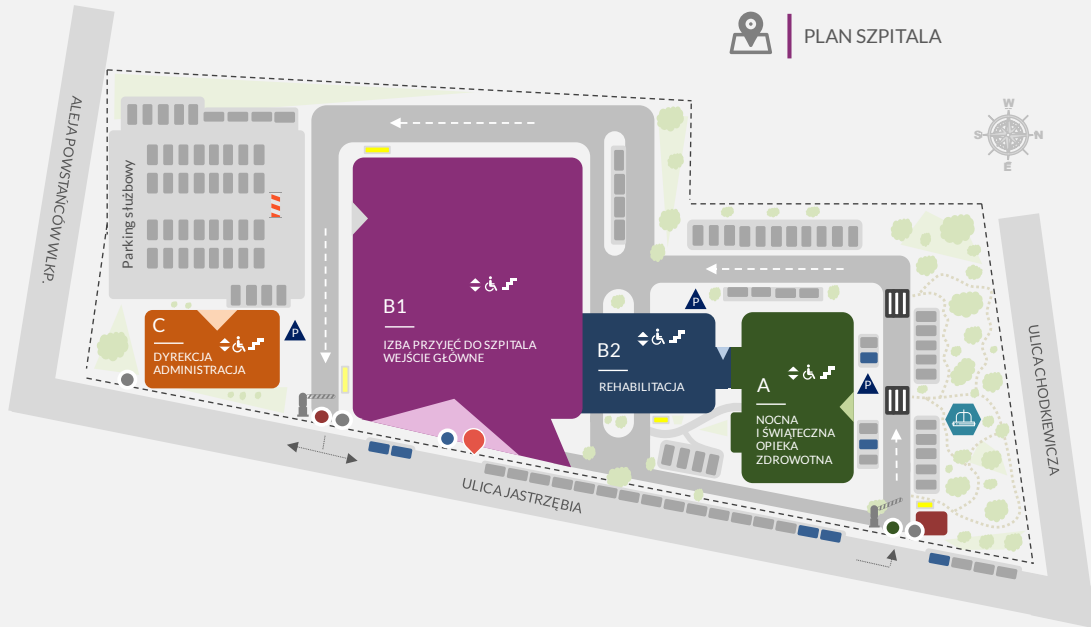 PLAN SZPITALA
W
S
N
E
ALEJA POWSTAŃCÓW WLKP.
Parking służbowy
B1
IZBA PRZYJĘĆ DO SZPITALA
WEJŚCIE GŁÓWNE
C
DYREKCJA
ADMINISTRACJA
P
B2
REHABILITACJA
P
A
NOCNA
I ŚWIĄTECZNA
OPIEKA
ZDROWOTNA
P
ULICA CHODKIEWICZA
ULICA JASTRZĘBIA